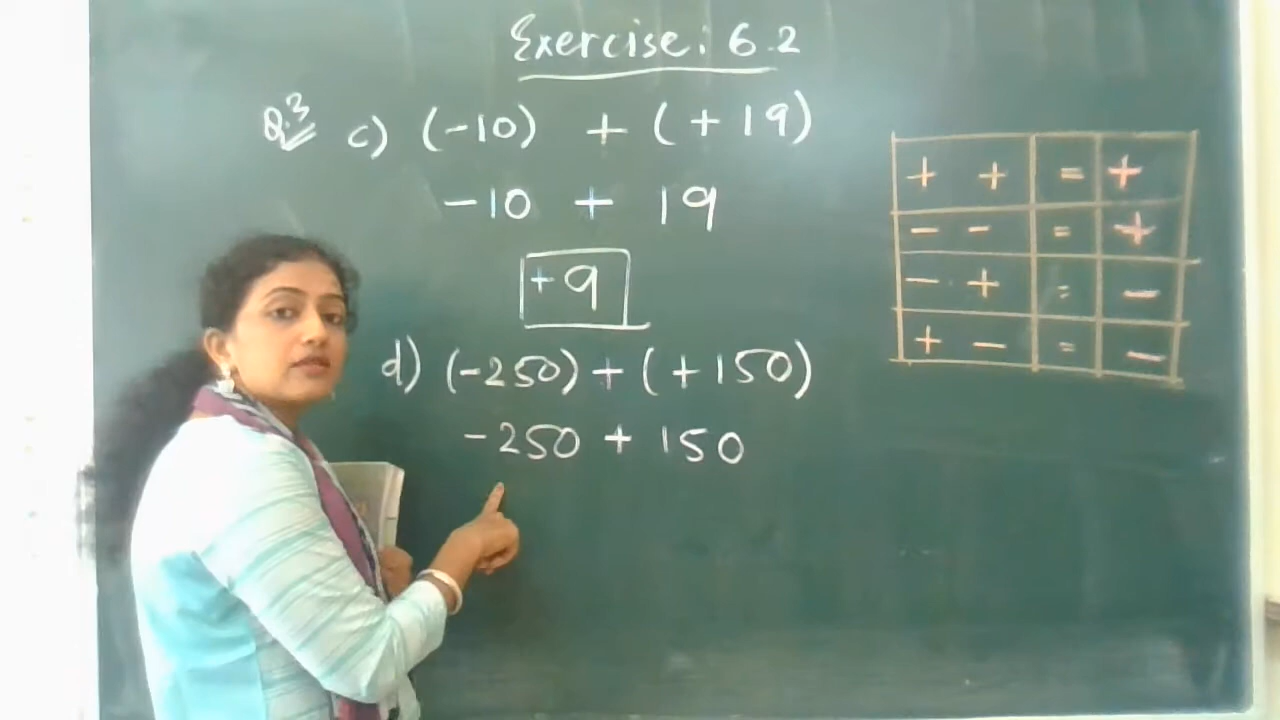 Exercise: 6.2
Q.3 c) (-10) + (+19)
-10 + 19
+9
d) (-250) + (+150)
-250 + 150
+ + = +
- - = +
- + = -
+ - = -